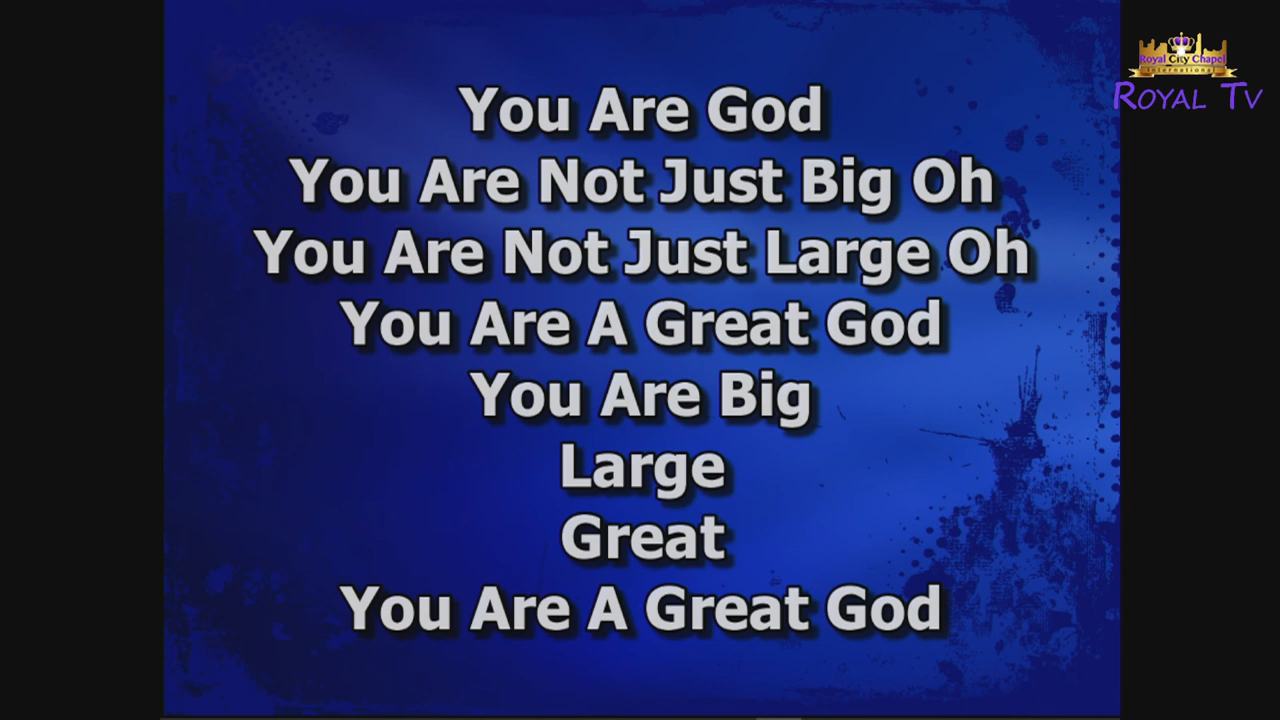 You Are God
You Are Not Just Big Oh
You Are Not Just Large Oh
You Are A Great God
You Are Big
Large
Great
You Are A Great God
Royal City Chapel
International
Royal Tv